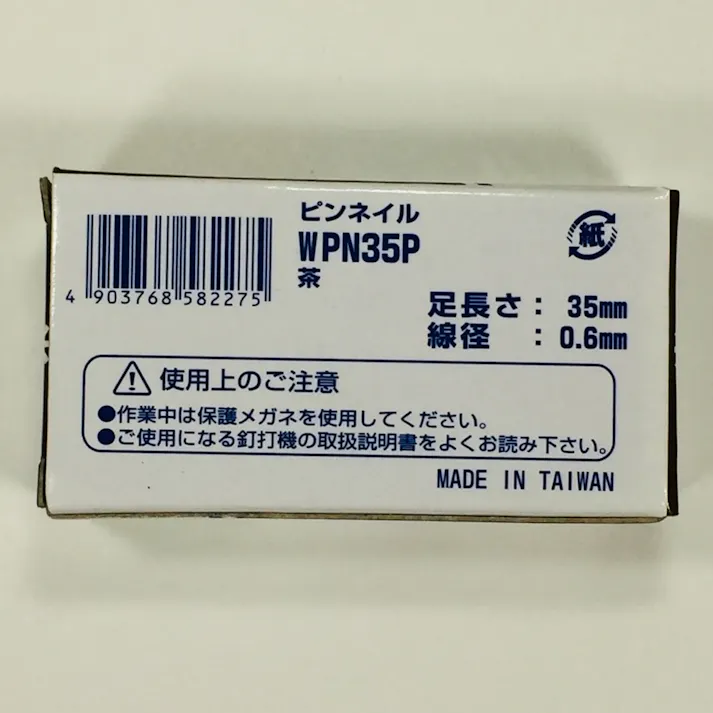 ピンネイル
WPN35P
茶
紙
4 903768 582275
足長さ： 35mm
線径 ： 0.6mm
使用上のご注意
●作業中は保護メガネを使用してください。
●ご使用になる釘打機の取扱説明書をよくお読み下さい。
MADE IN TAIWAN